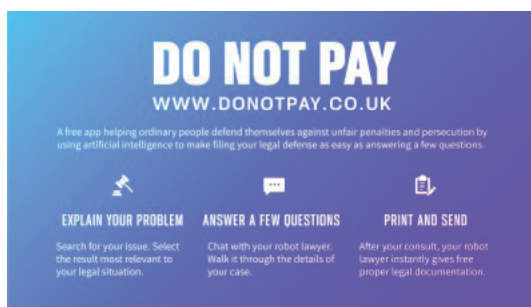 DO NOT PAY
WWW.DONOTPAY.CO.UK
A free app helping ordinary people defend themselves against unfair penalties and persecution by
using artificial intelligence to make filing your legal defense as easy as answering a few questions.
EXPLAIN YOUR PROBLEM
Search for your issue. Select
the result most relevant to
your legal situation.
ANSWER A FEW QUESTIONS
Chat with your robot lawyer.
Walk it through the details of
your case.
PRINT AND SEND
After your consult, your robot
lawyer instantly gives free
proper legal documentation.